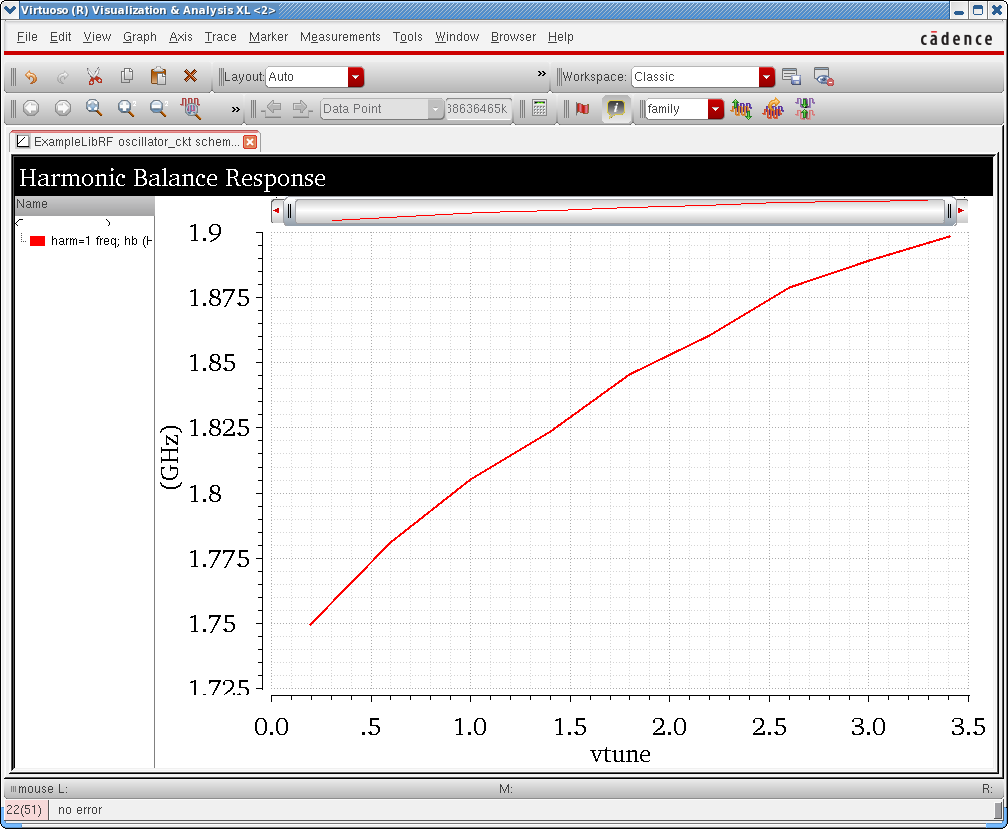 Virtuoso (R) Visualization & Analysis XL <2>
File Edit View Graph Axis Trace Marker Measurements Tools Window Browser Help
cādence
Layout: Auto
» Workspace: Classic
» Data Point 38636465k family
ExampleLibRF oscillator_ckt schem...
Harmonic Balance Response
Name
harm=1 freq; hb (H
1.9
1.875
1.85
1.825
1.8
1.775
1.75
1.725
(GHz)
0.0 .5 1.0 1.5 2.0 2.5 3.0 3.5
vtune
mouse L: M: R:
22(51) no error